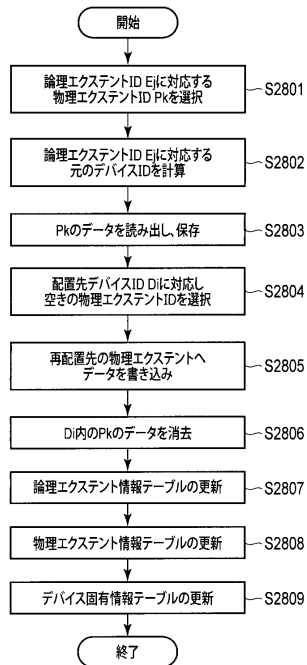 開始
論理エクステントID Ejに対応する
物理エクステントID Pkを選択
S2801
論理エクステントID Ejに対応する
元のデバイスIDを計算
S2802
Pkのデータを読み出し、保存
S2803
配置先デバイスID Diに対応し
空きの物理エクステントIDを選択
S2804
再配置先の物理エクステントへ
データを書き込み
S2805
Di内のPkのデータを消去
S2806
論理エクステント情報テーブルの更新
S2807
物理エクステント情報テーブルの更新
S2808
デバイス固有情報テーブルの更新
S2809
終了